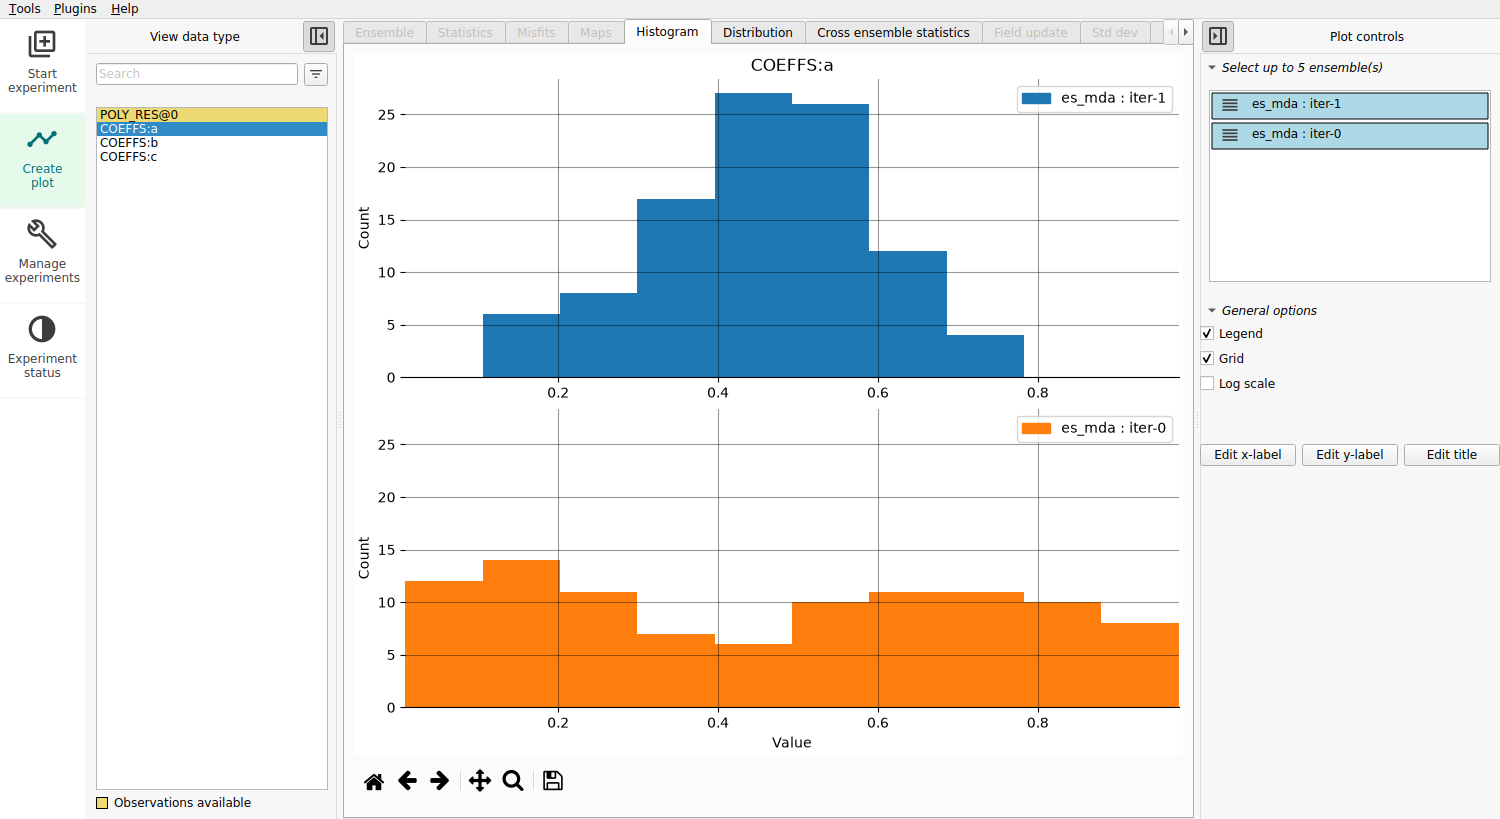 Tools Plugins Help
Start
experiment
Create
plot
Manage
experiments
Experiment
status
View data type
Search
POLY_RES@0
COEFFS:a
COEFFS:b
COEFFS:c
Observations available
Ensemble Statistics Misfits Maps Histogram Distribution Cross ensemble statistics Field update Std dev
COEFFS:a
es_mda : iter-1
Count
25
20
15
10
5
0
0.2 0.4 0.6 0.8
es_mda : iter-0
Count
25
20
15
10
5
0
0.2 0.4 0.6 0.8
Value
Plot controls
Select up to 5 ensemble(s)
es_mda : iter-1
es_mda : iter-0
General options
Legend
Grid
Log scale
Edit x-label Edit y-label Edit title